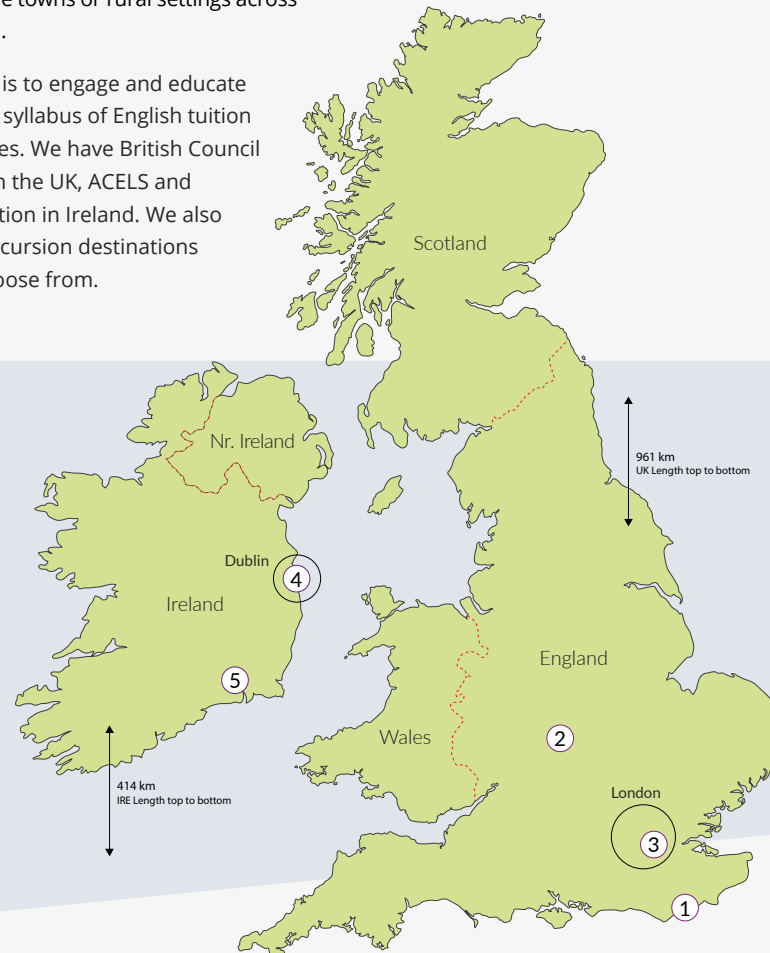 e towns or rural settings across
.
is to engage and educate
syllabus of English tuition
es. We have British Council
n the UK, ACELS and
tion in Ireland. We also
cursion destinations
oose from.
Scotland
Nr. Ireland
961 km
UK Length top to bottom
Dublin
4
Ireland
England
5
Wales
2
414 km
IRE Length top to bottom
London
3
1